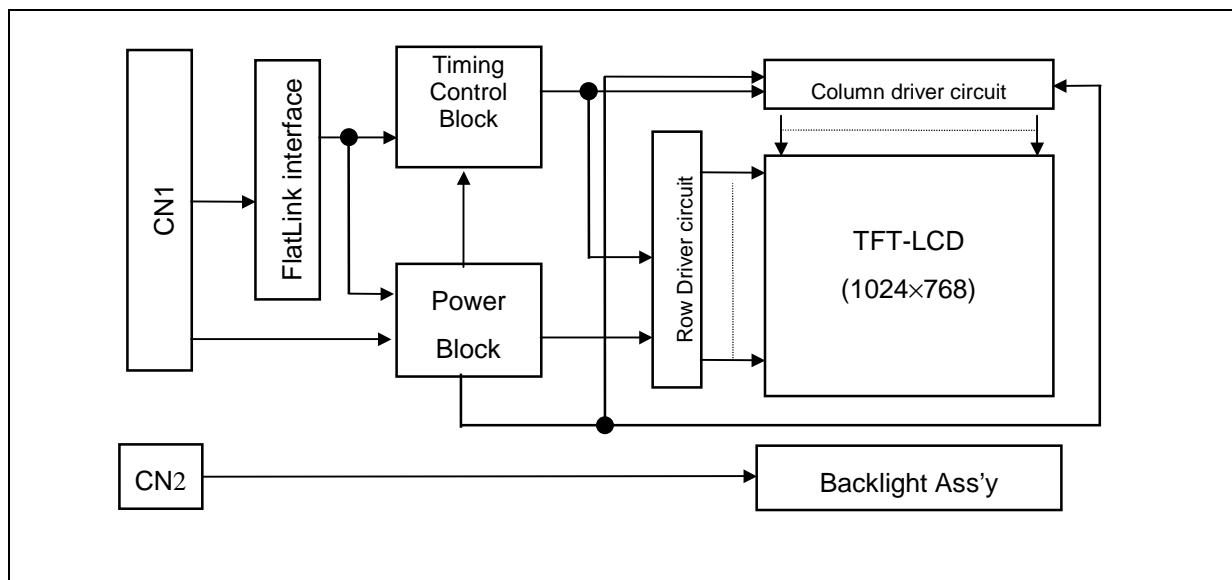 CN1
FlatLink interface
Timing
Control
Block
Power
Block
Row Driver circuit
Column driver circuit
TFT-LCD
(1024×768)
CN2
Backlight Ass'y